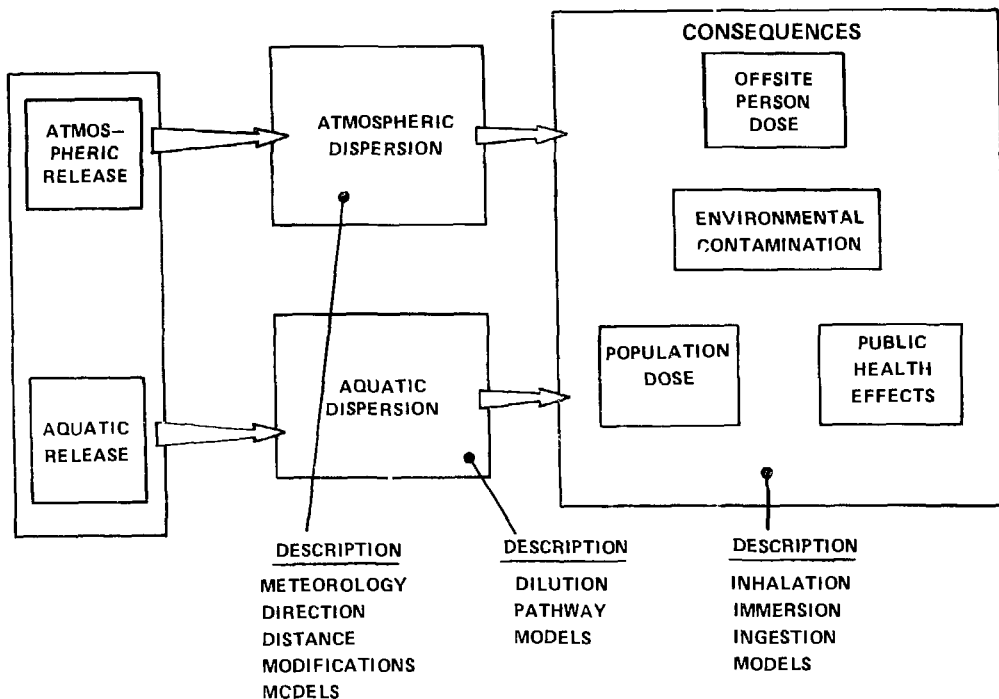 CONSEQUENCES
OFFSITE
PERSON
DOSE
ATMOS-
PHERIC
RELEASE
ATMOSPHERIC
DISPERSION
ENVIRONMENTAL
CONTAMINATION
POPULATION
DOSE
PUBLIC
HEALTH
EFFECTS
AQUATIC
RELEASE
AQUATIC
DISPERSION
DESCRIPTION
METEOROLOGY
DIRECTION
DISTANCE
MODIFICATIONS
MCDELS
DESCRIPTION
DILUTION
PATHWAY
MODELS
DESCRIPTION
INHALATION
IMMERSION
INGESTION
MODELS